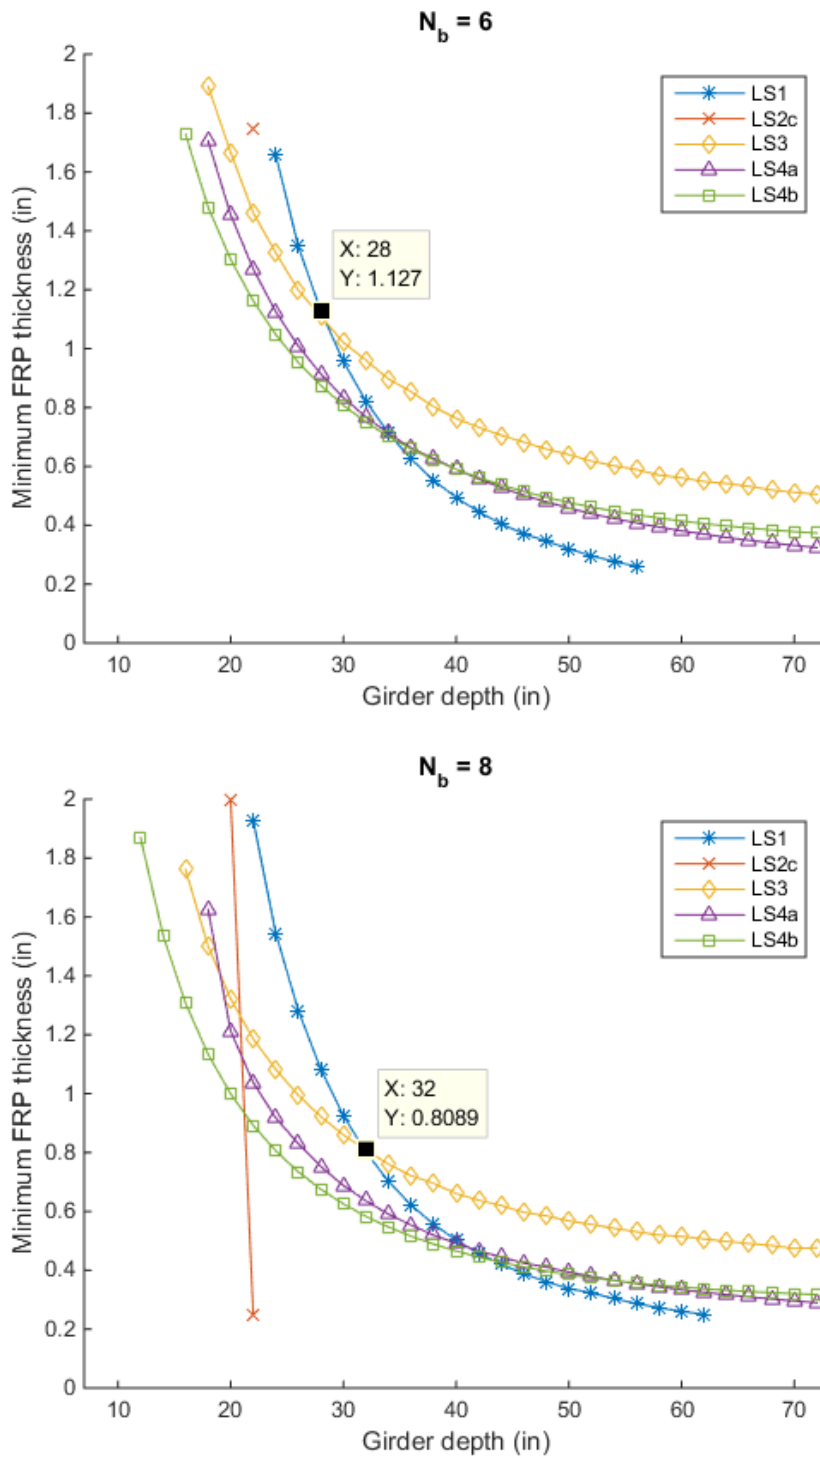 N_b = 6
2
1.8
1.6
1.4
1.2
1
0.8
0.6
0.4
0.2
0
Minimum FRP thickness (in)
LS1
LS2c
LS3
LS4a
LS4b
X: 28
Y: 1.127
10 20 30 40 50 60 70
Girder depth (in)
N_b = 8
2
1.8
1.6
1.4
1.2
1
0.8
0.6
0.4
0.2
0
Minimum FRP thickness (in)
LS1
LS2c
LS3
LS4a
LS4b
X: 32
Y: 0.8089
10 20 30 40 50 60 70
Girder depth (in)